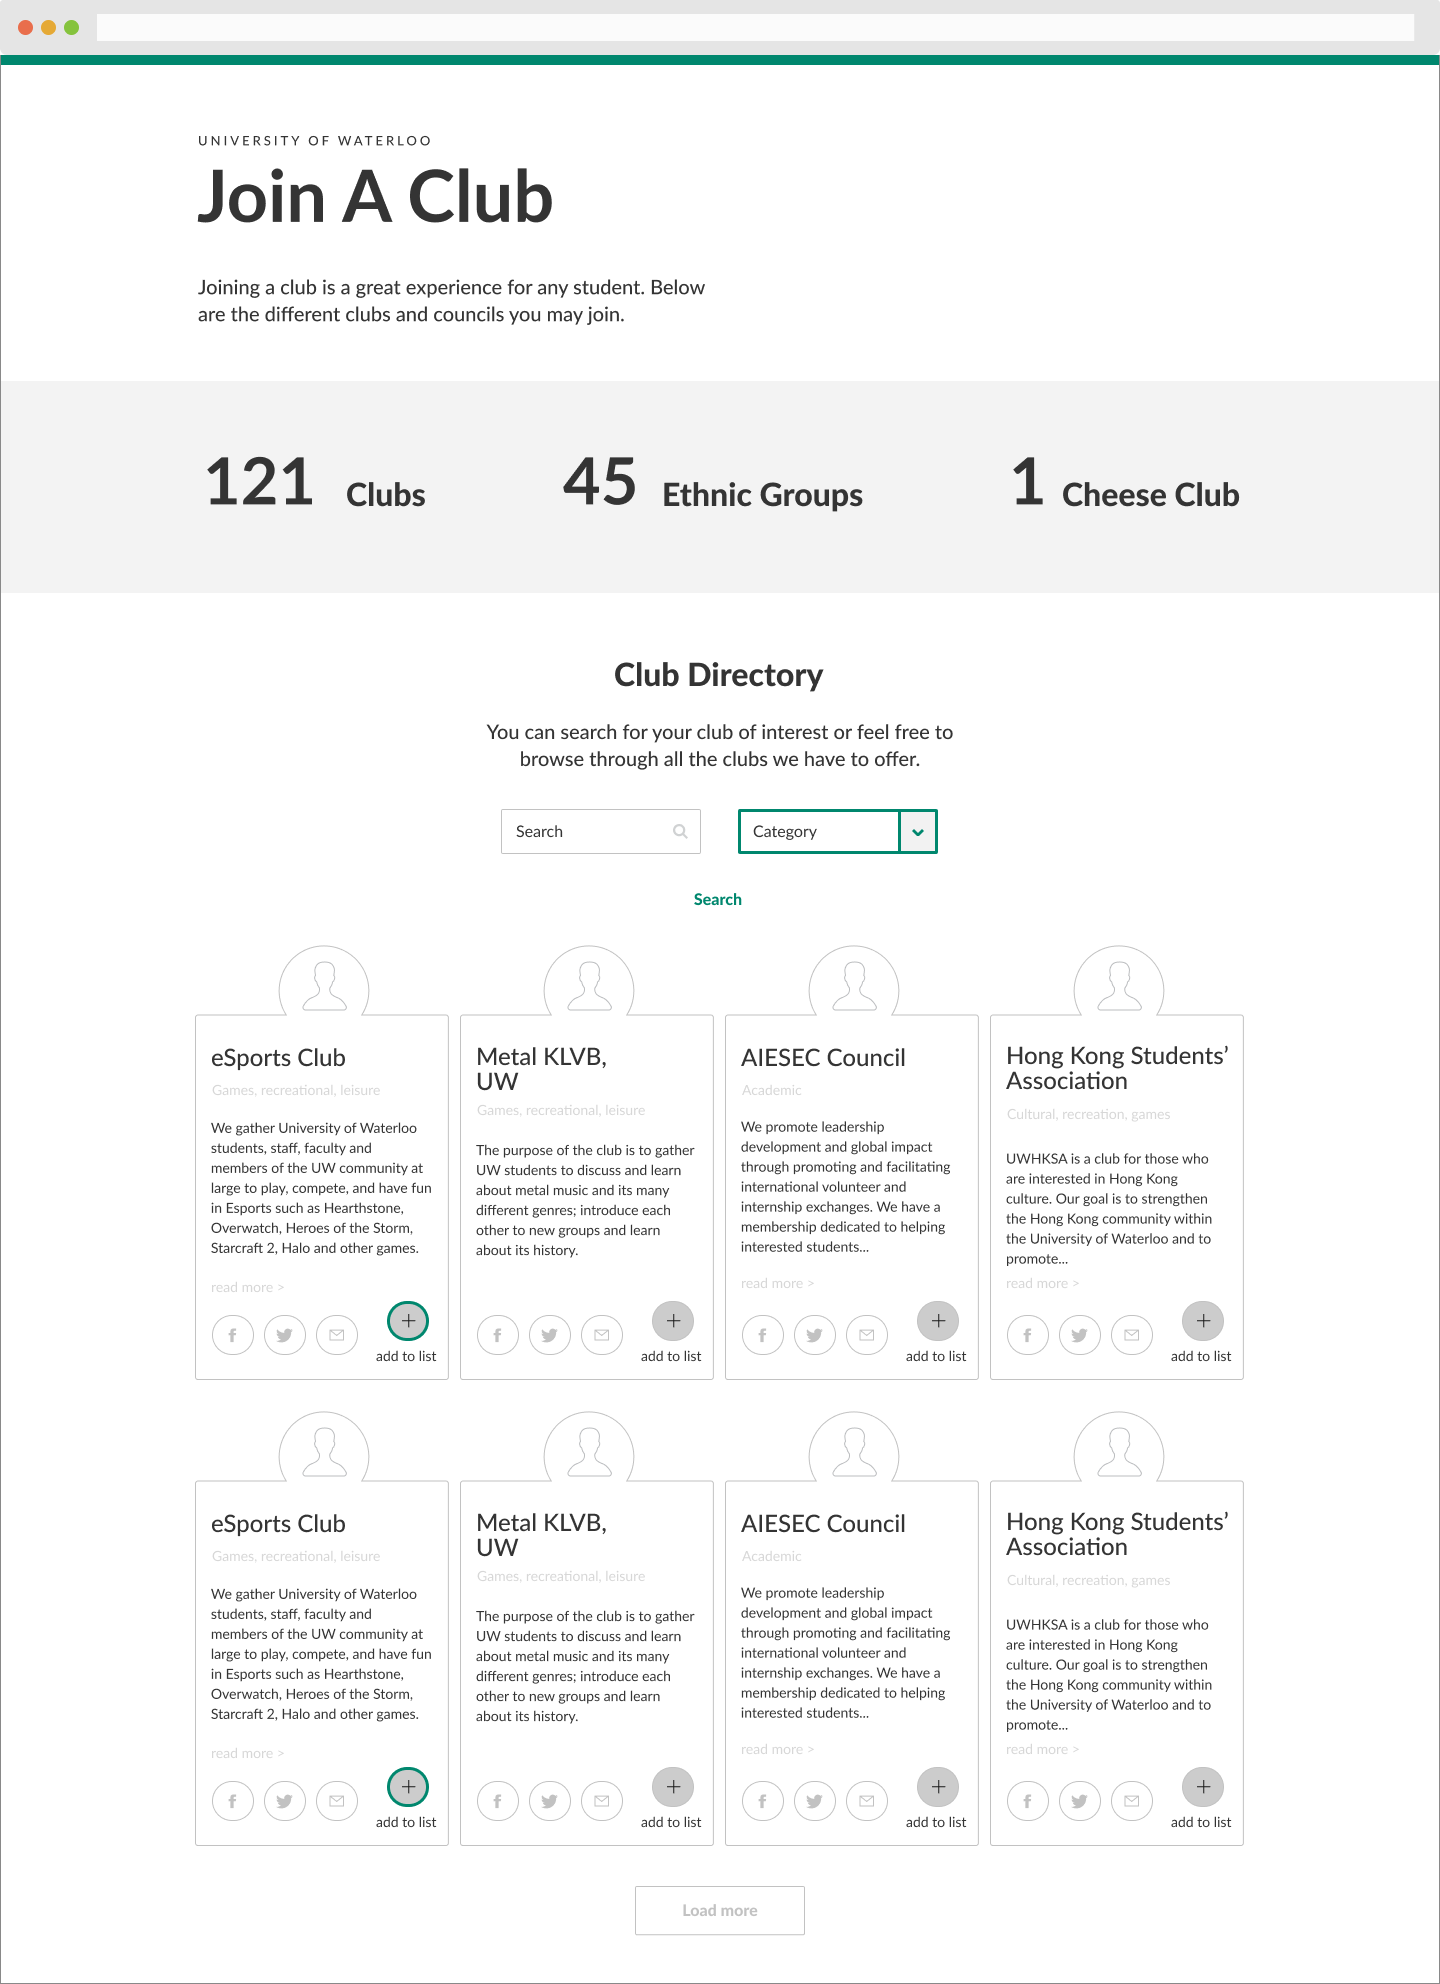 UNIVERSITY OF WATERLOO
Join A Club
Joining a club is a great experience for any student. Below
are the different clubs and councils you may join.
121 Clubs
45 Ethnic Groups
1 Cheese Club
Club Directory
You can search for your club of interest or feel free to
browse through all the clubs we have to offer.
Search
Category
Search
eSports Club
Games, recreational, leisure
We gather University of Waterloo
students, staff, faculty and
members of the UW community at
large to play, compete, and have fun
in Esports such as Hearthstone,
Overwatch, Heroes of the Storm,
Starcraft 2, Halo and other games.
read more >
add to list
Metal KLVB,
UW
Games, recreational, leisure
The purpose of the club is to gather
UW students to discuss and learn
about metal music and its many
different genres; introduce each
other to new groups and learn
about its history.
add to list
AIESEC Council
Academic
We promote leadership
development and global impact
through promoting and facilitating
international volunteer and
internship exchanges. We have a
membership dedicated to helping
interested students...
read more >
add to list
Hong Kong Students’
Association
Cultural, recreation, games
UWHKSA is a club for those who
are interested in Hong Kong
culture. Our goal is to strengthen
the Hong Kong community within
the University of Waterloo and to
promote...
read more >
add to list
eSports Club
Games, recreational, leisure
We gather University of Waterloo
students, staff, faculty and
members of the UW community at
large to play, compete, and have fun
in Esports such as Hearthstone,
Overwatch, Heroes of the Storm,
Starcraft 2, Halo and other games.
read more >
add to list
Metal KLVB,
UW
Games, recreational, leisure
The purpose of the club is to gather
UW students to discuss and learn
about metal music and its many
different genres; introduce each
other to new groups and learn
about its history.
add to list
AIESEC Council
Academic
We promote leadership
development and global impact
through promoting and facilitating
international volunteer and
internship exchanges. We have a
membership dedicated to helping
interested students...
read more >
add to list
Hong Kong Students’
Association
Cultural, recreation, games
UWHKSA is a club for those who
are interested in Hong Kong
culture. Our goal is to strengthen
the Hong Kong community within
the University of Waterloo and to
promote...
read more >
add to list
Load more